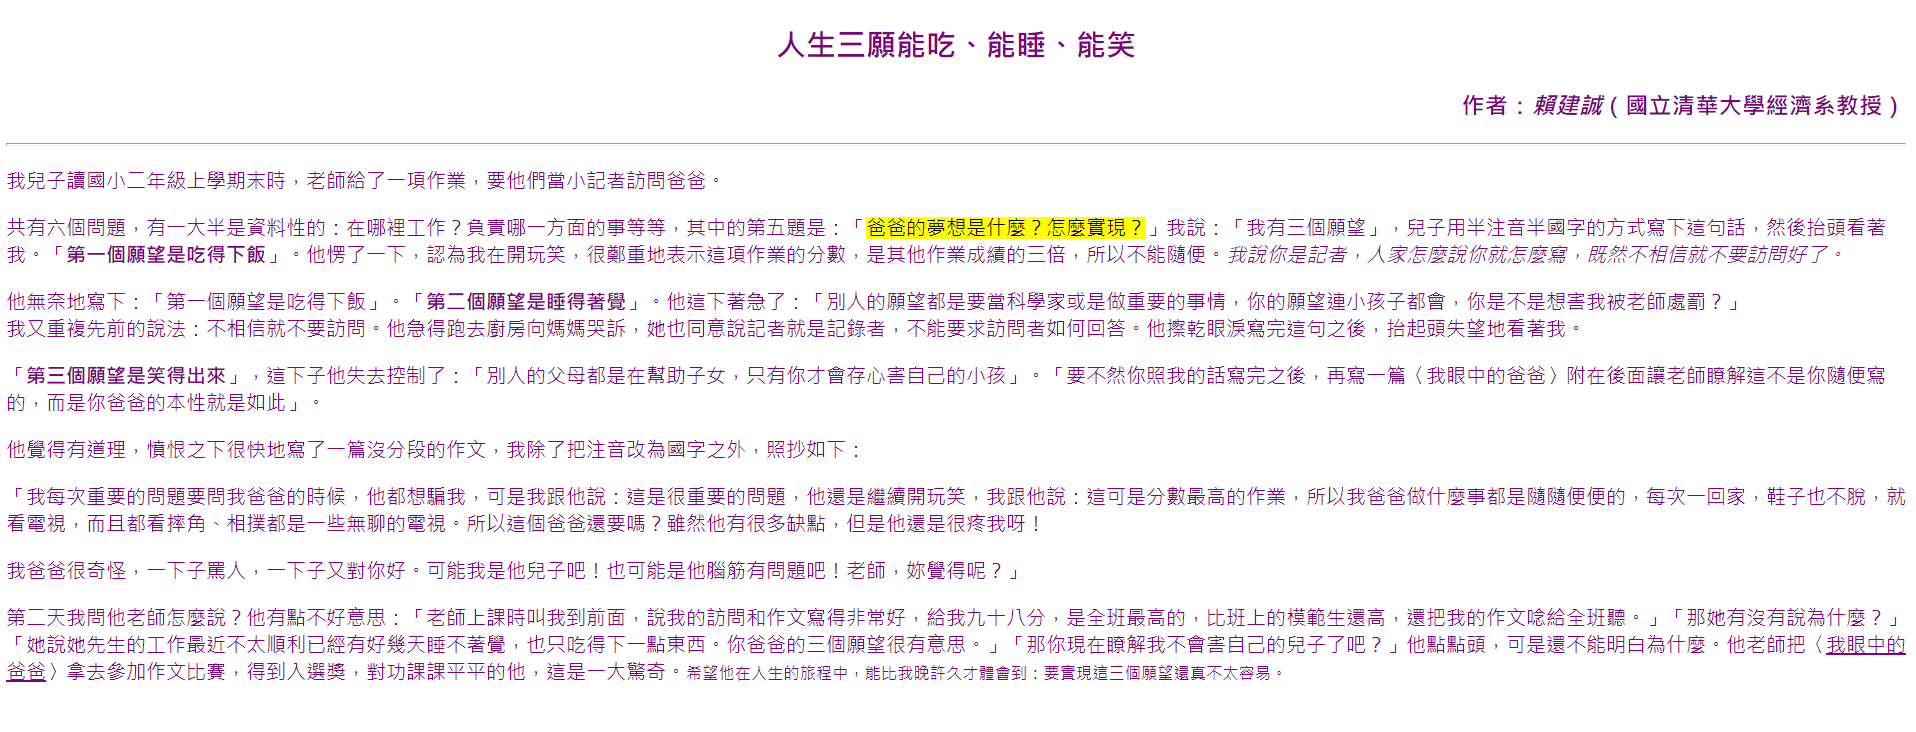 人生三願能吃、能睡、能笑
作者：賴建誠（國立清華大學經濟系教授）
我兒子讀國小二年級上學期末時，老師給了一項作業，要他們當小記者訪問爸爸。
共有六個問題，有一大半是資料性的：在哪裡工作？負責哪一方面的事等等，其中的第五題是：「爸爸的夢想是什麼？怎麼實現？」我說：「我有三個願望」，兒子用半注音半國字的方式寫下這句話，然後抬頭看著
我。「第一個願望是吃得下飯」。他愣了一下，認為我在開玩笑，很鄭重地表示這項作業的分數，是其他作業成績的三倍，所以不能隨便。我說你是記者，人家怎麼說你就怎麼寫，既然不相信就不要訪問好了。
他無奈地寫下：「第一個願望是吃得下飯」。「第二個願望是睡得著覺」。他這下著急了：「別人的願望都是要當科學家或是做重要的事情，你的願望連小孩子都會，你是不是想害我被老師處罰？」
我又重複先前的說法：不相信就不要訪問。他急得跑去廚房向媽媽哭訴，她也同意說記者就是記錄者，不能要求訪問者如何回答。他擦乾眼淚寫完這句之後，抬起頭失望地看著我。
「第三個願望是笑得出來」，這下子他失去控制了：「別人的父母都是在幫助子女，只有你才會存心害自己的小孩」。「要不然你照我的話寫完之後，再寫一篇〈我眼中的爸爸〉附在後面讓老師瞭解這不是你隨便寫
的，而是你爸爸的本性就是如此」。
他覺得有道理，憤恨之下很快地寫了一篇沒分段的作文，我除了把注音改為國字之外，照抄如下：
「我每次重要的問題要問我爸爸的時候，他都想騙我，可是我跟他說：這是很重要的問題，他還是繼續開玩笑，我跟他說：這可是分數最高的作業，所以我爸爸做什麼事都是隨隨便便的，每次一回家，鞋子也不脫，就
看電視，而且都看摔角、相撲都是一些無聊的電視。所以這個爸爸還要嗎？雖然他有很多缺點，但是他還是很疼我呀！
我爸爸很奇怪，一下子罵人，一下子又對你好。可能我是他兒子吧！也可能是他腦筋有問題吧！老師，妳覺得呢？」
第二天我問他老師怎麼說？他有點不好意思：「老師上課時叫我到前面，說我的訪問和作文寫得非常好，給我九十八分，是全班最高的，比班上的模範生還高，還把我的作文唸給全班聽。」「那她有沒有說為什麼？」
「她說她先生的工作最近不太順利已經有好幾天睡不著覺，也只吃得下一點東西。你爸爸的三個願望很有意思。」「那你現在瞭解我不會害自己的兒子了吧？」他點點頭，可是還不能明白為什麼。他老師把〈我眼中的
爸爸〉拿去參加作文比賽，得到入選獎，對功課課平平的他，這是一大驚奇。希望他在人生的旅程中，能比我晚許久才體會到：要實現這三個願望還真不太容易。